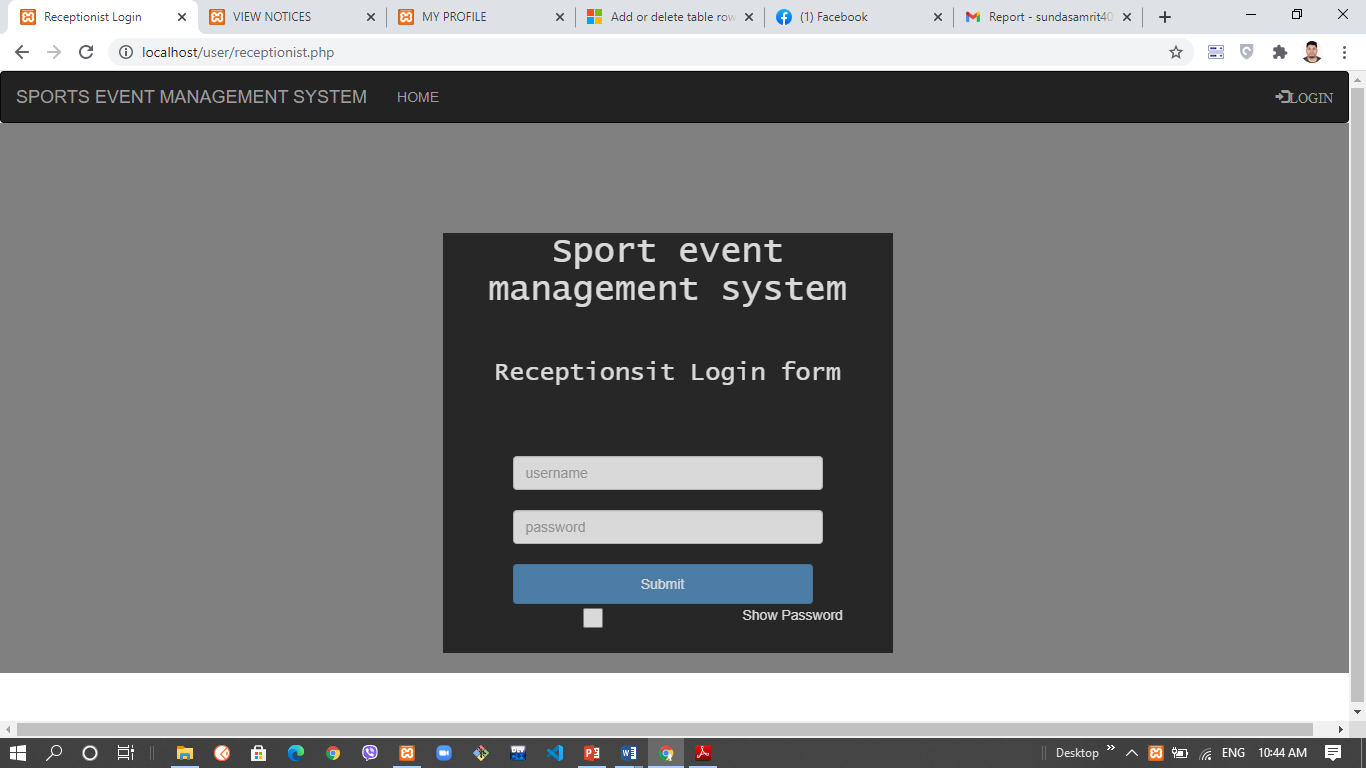 Receptionist Login
VIEW NOTICES
MY PROFILE
Add or delete table row
(1) Facebook
Report - sundasamrit40
localhost/user/receptionist.php
SPORTS EVENT MANAGEMENT SYSTEM
HOME
LOGIN
Sport event
management system
Receptionsit Login form
username
password
Submit
Show Password
Desktop
ENG
10:44 AM